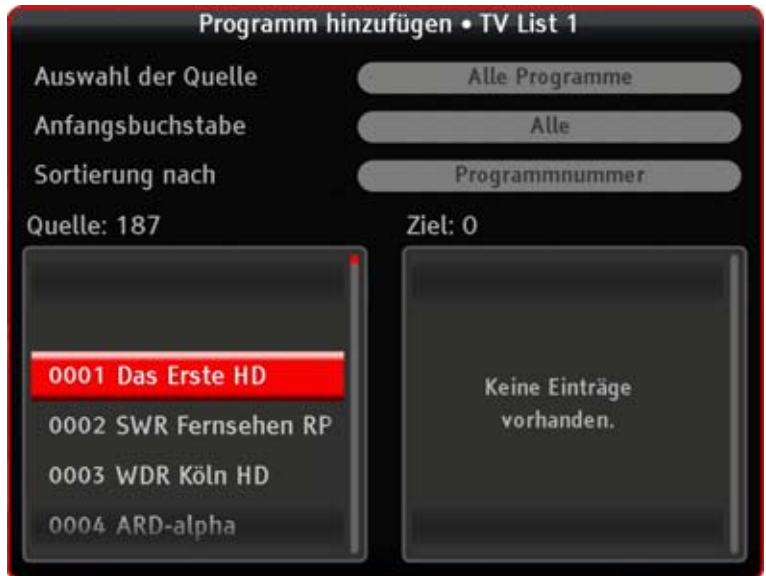 Programm hinzufügen • TV List 1
Auswahl der Quelle Alle Programme
Anfangsbuchstabe Alle
Sortierung nach Programmnummer
Quelle: 187 Ziel: 0
0001 Das Erste HD
0002 SWR Fernsehen RP
0003 WDR Köln HD
0004 ARD-alpha
Keine Einträge
vorhanden.